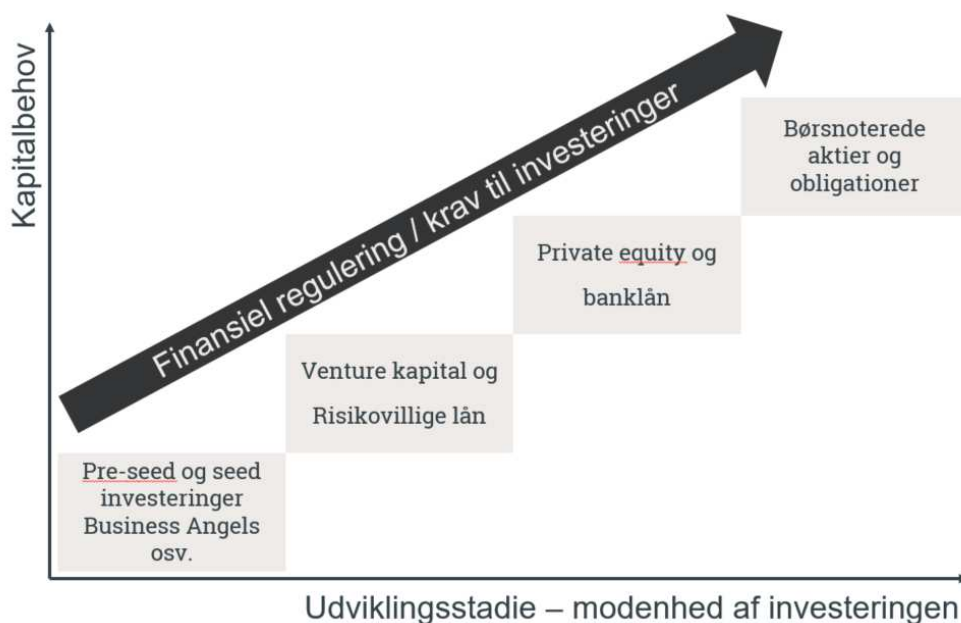 Kapitalbehov
Finansiel regulering / krav til investeringer
Børsnoterede
aktier og
obligationer
Private equity og
banklån
Venture kapital og
Risikovillige lån
Pre-seed og seed
investeringer
Business Angels
osv.
Udviklingsstadie – modenhed af investeringen